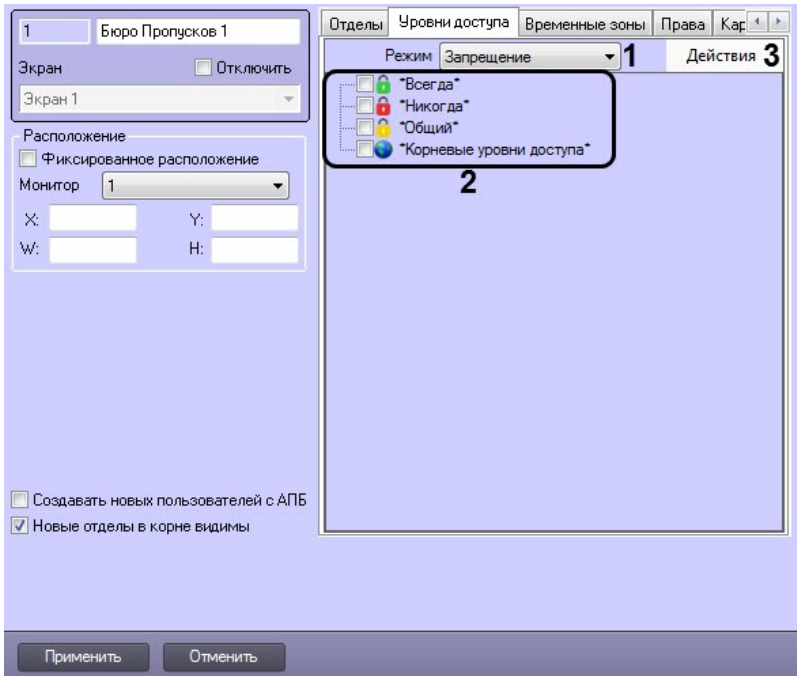 1 Бюро Пропусков 1
Экран Отключить
Экран 1
Расположение
Фиксированное расположение
Монитор 1
X: Y:
W: H:
Создавать новых пользователей с АПБ
Новые отделы в корне видимы
Отделы Уровни доступа Временные зоны Права Кар
Режим Запрещение 1 Действия 3
*Всегда*
*Никогда*
*Общий*
*Корневые уровни доступа*
2
Применить Отменить